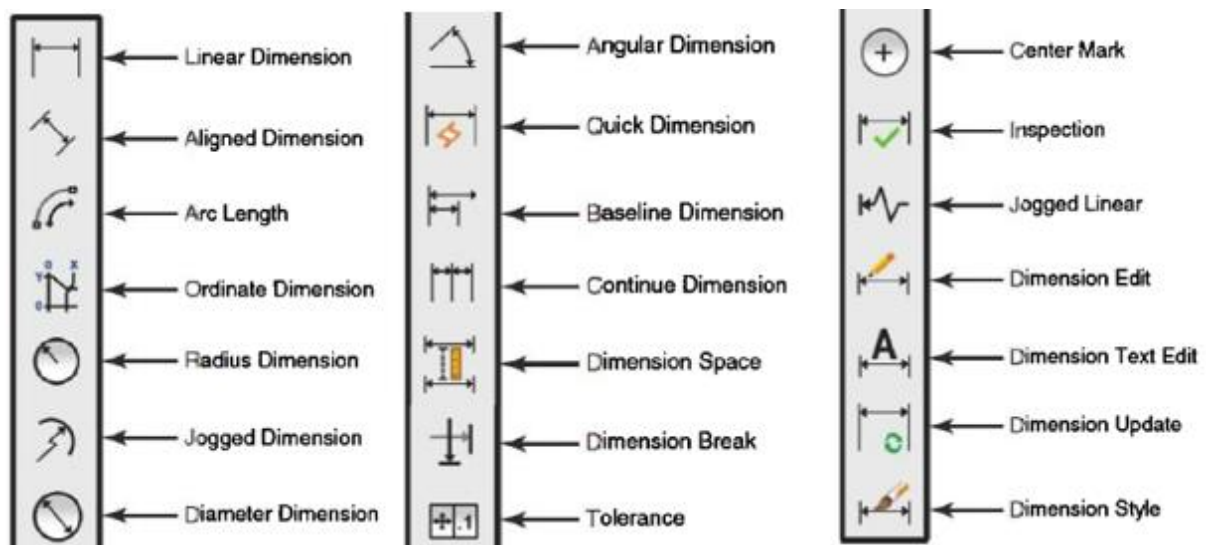 Linear Dimension
Aligned Dimension
Arc Length
Ordinate Dimension
Radius Dimension
Jogged Dimension
Diameter Dimension
Angular Dimension
Quick Dimension
Baseline Dimension
Continue Dimension
Dimension Space
Dimension Break
Tolerance
.1
Center Mark
Inspection
Jogged Linear
Dimension Edit
A
Dimension Text Edit
Dimension Update
Dimension Style